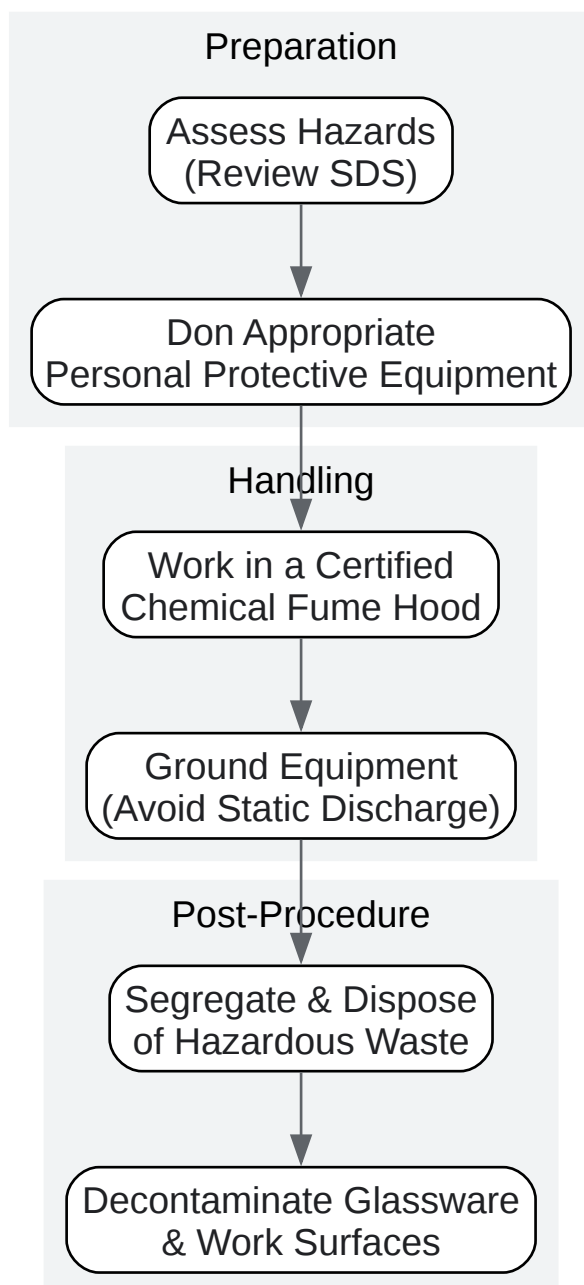 Preparation
Assess Hazards
(Review SDS)
Don Appropriate
Personal Protective Equipment
Handling
Work in a Certified
Chemical Fume Hood
Ground Equipment
(Avoid Static Discharge)
Post-Procedure
Segregate & Dispose
of Hazardous Waste
Decontaminate Glassware
& Work Surfaces